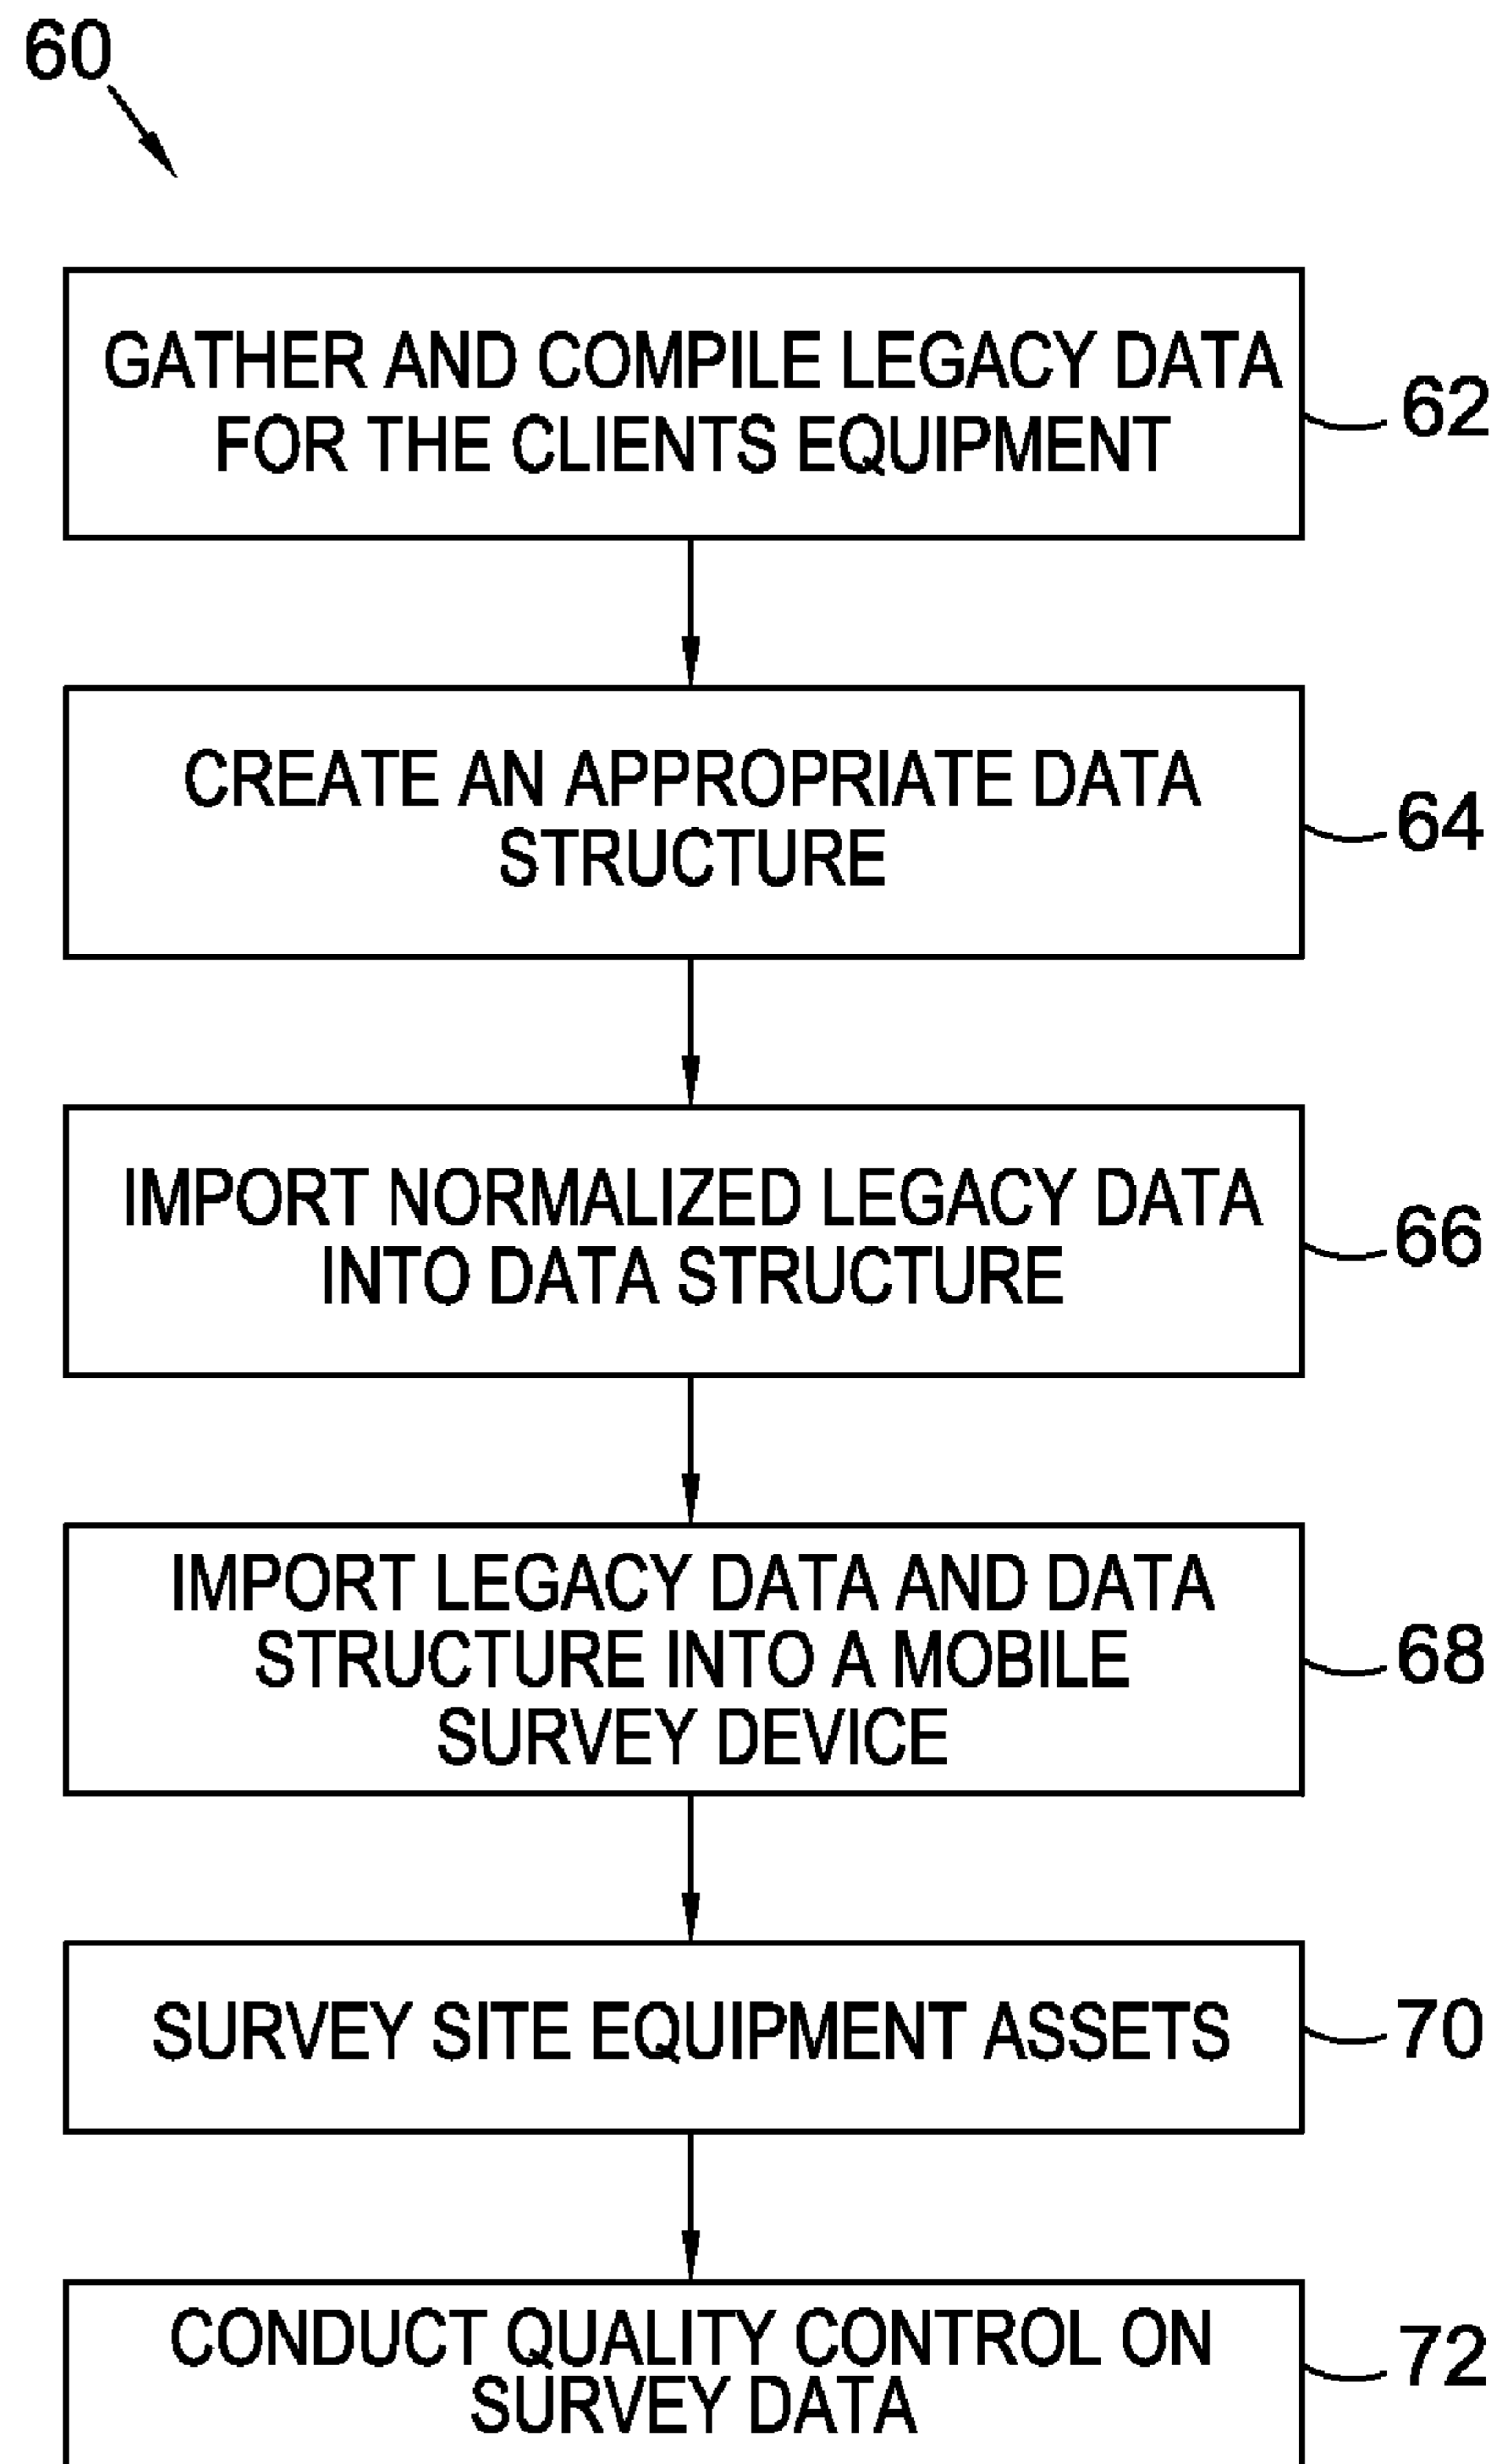 60
GATHER AND COMPILE LEGACY DATA
FOR THE CLIENTS EQUIPMENT
62
CREATE AN APPROPRIATE DATA
STRUCTURE
64
IMPORT NORMALIZED LEGACY DATA
INTO DATA STRUCTURE
66
IMPORT LEGACY DATA AND DATA
STRUCTURE INTO A MOBILE
SURVEY DEVICE
68
SURVEY SITE EQUIPMENT ASSETS
70
CONDUCT QUALITY CONTROL ON
SURVEY DATA
72